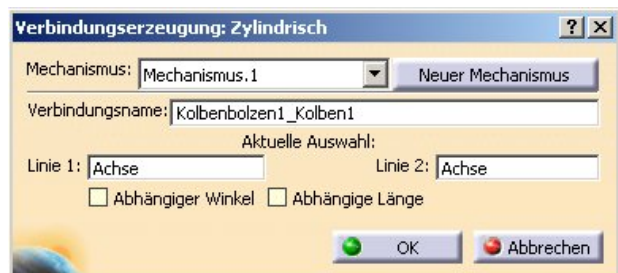 Verbindungserzeugung: Zylindrisch ? X
Mechanismus: Mechanismus.1 Neuer Mechanismus
Verbindungsname: Kolbenbolzen1_Kolben1
Aktuelle Auswahl:
Linie 1: Achse Linie 2: Achse
Abhängiger Winkel Abhängige Länge
OK Abbrechen